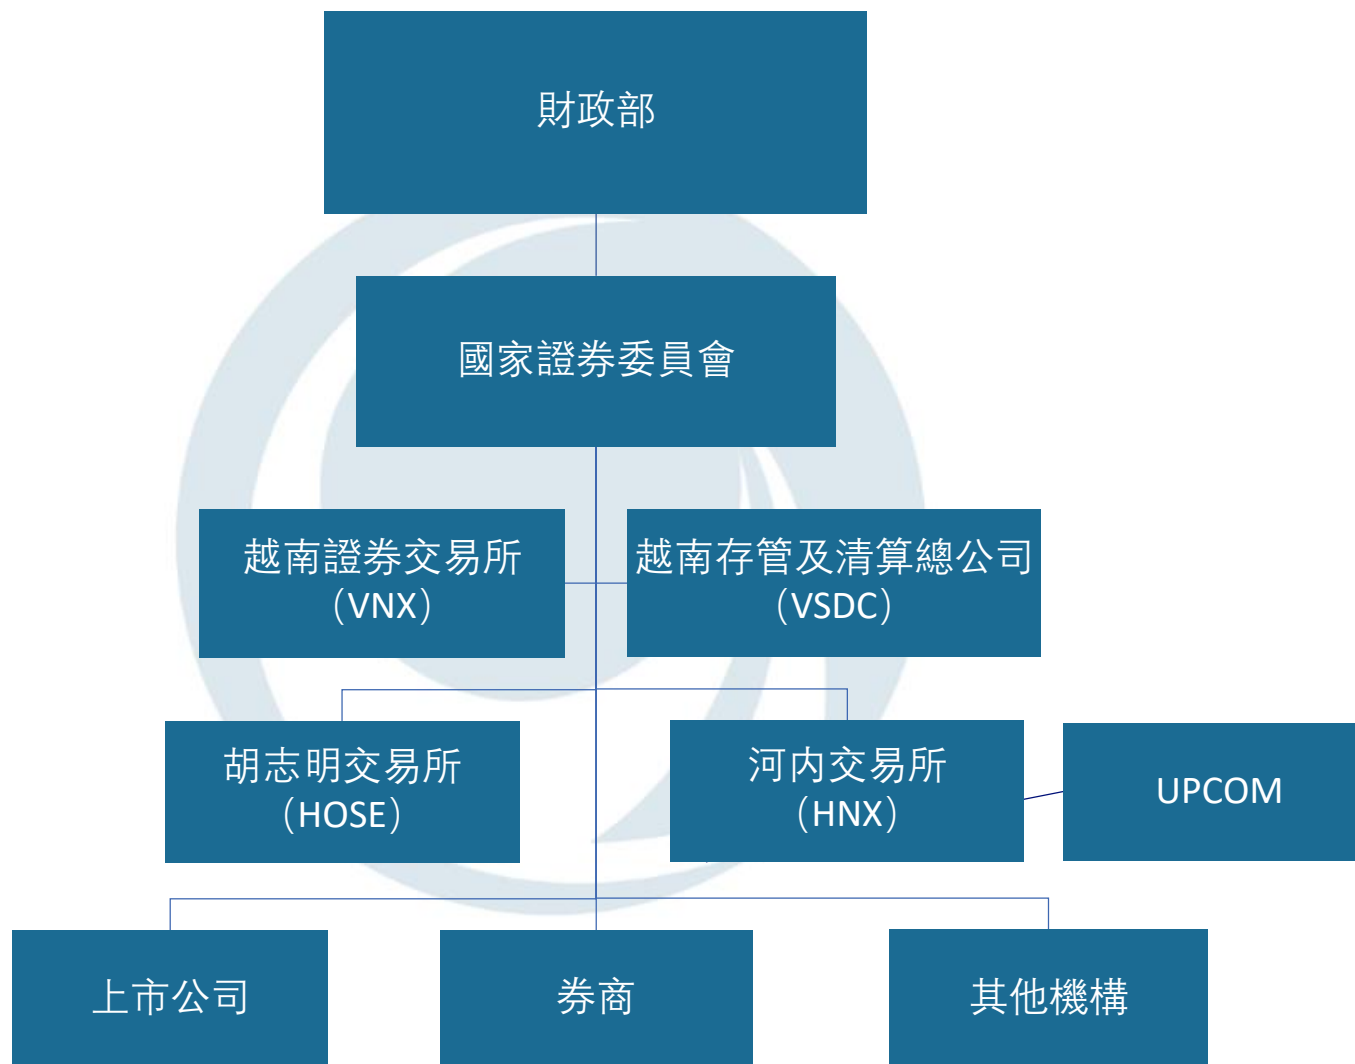 財政部
國家證券委員會
越南證券交易所
（VNX）
越南存管及清算總公司
（VSDC）
胡志明交易所
（HOSE）
河内交易所
（HNX）
UPCOM
上市公司
券商
其他機構